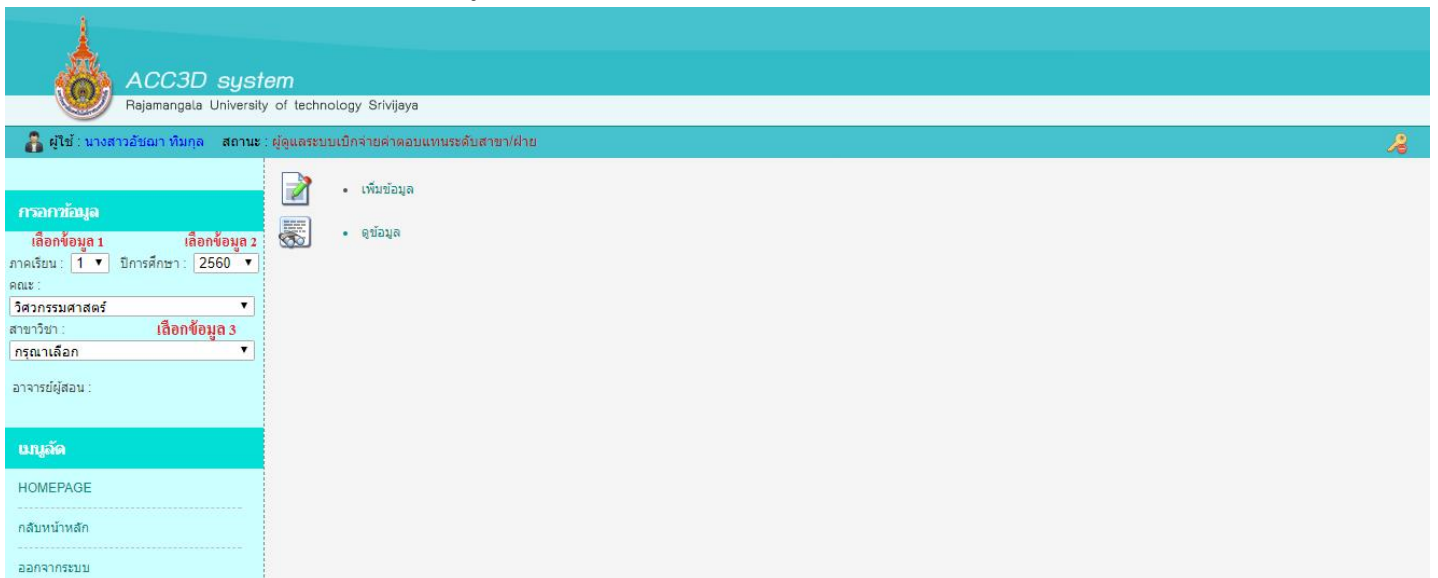 ACC3D system
Rajamangala University of technology Srivijaya
ผู้ใช้ : นางสาวอัชฌา ทิมกุล สถานะ : ผู้ดูแลระบบเบิกจ่ายค่าตอบแทนระดับสาขา/ฝ่าย
กรอกข้อมูล
เลือกข้อมูล 1 เลือกข้อมูล 2
ภาคเรียน : 1 ปีการศึกษา : 2560
คณะ :
วิศวกรรมศาสตร์
สาขาวิชา : เลือกข้อมูล 3
กรุณาเลือก
อาจารย์ผู้สอน :
เมนูลัด
HOMEPAGE
กลับหน้าหลัก
ออกจากระบบ
เพิ่มข้อมูล
ดูข้อมูล